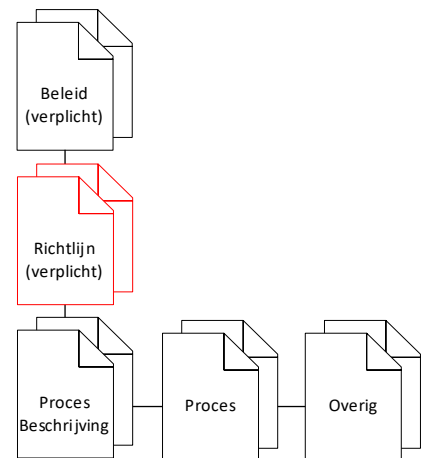 Beleid
(verplicht)
Richtlijn
(verplicht)
Proces
Beschrijving
Proces
Overig